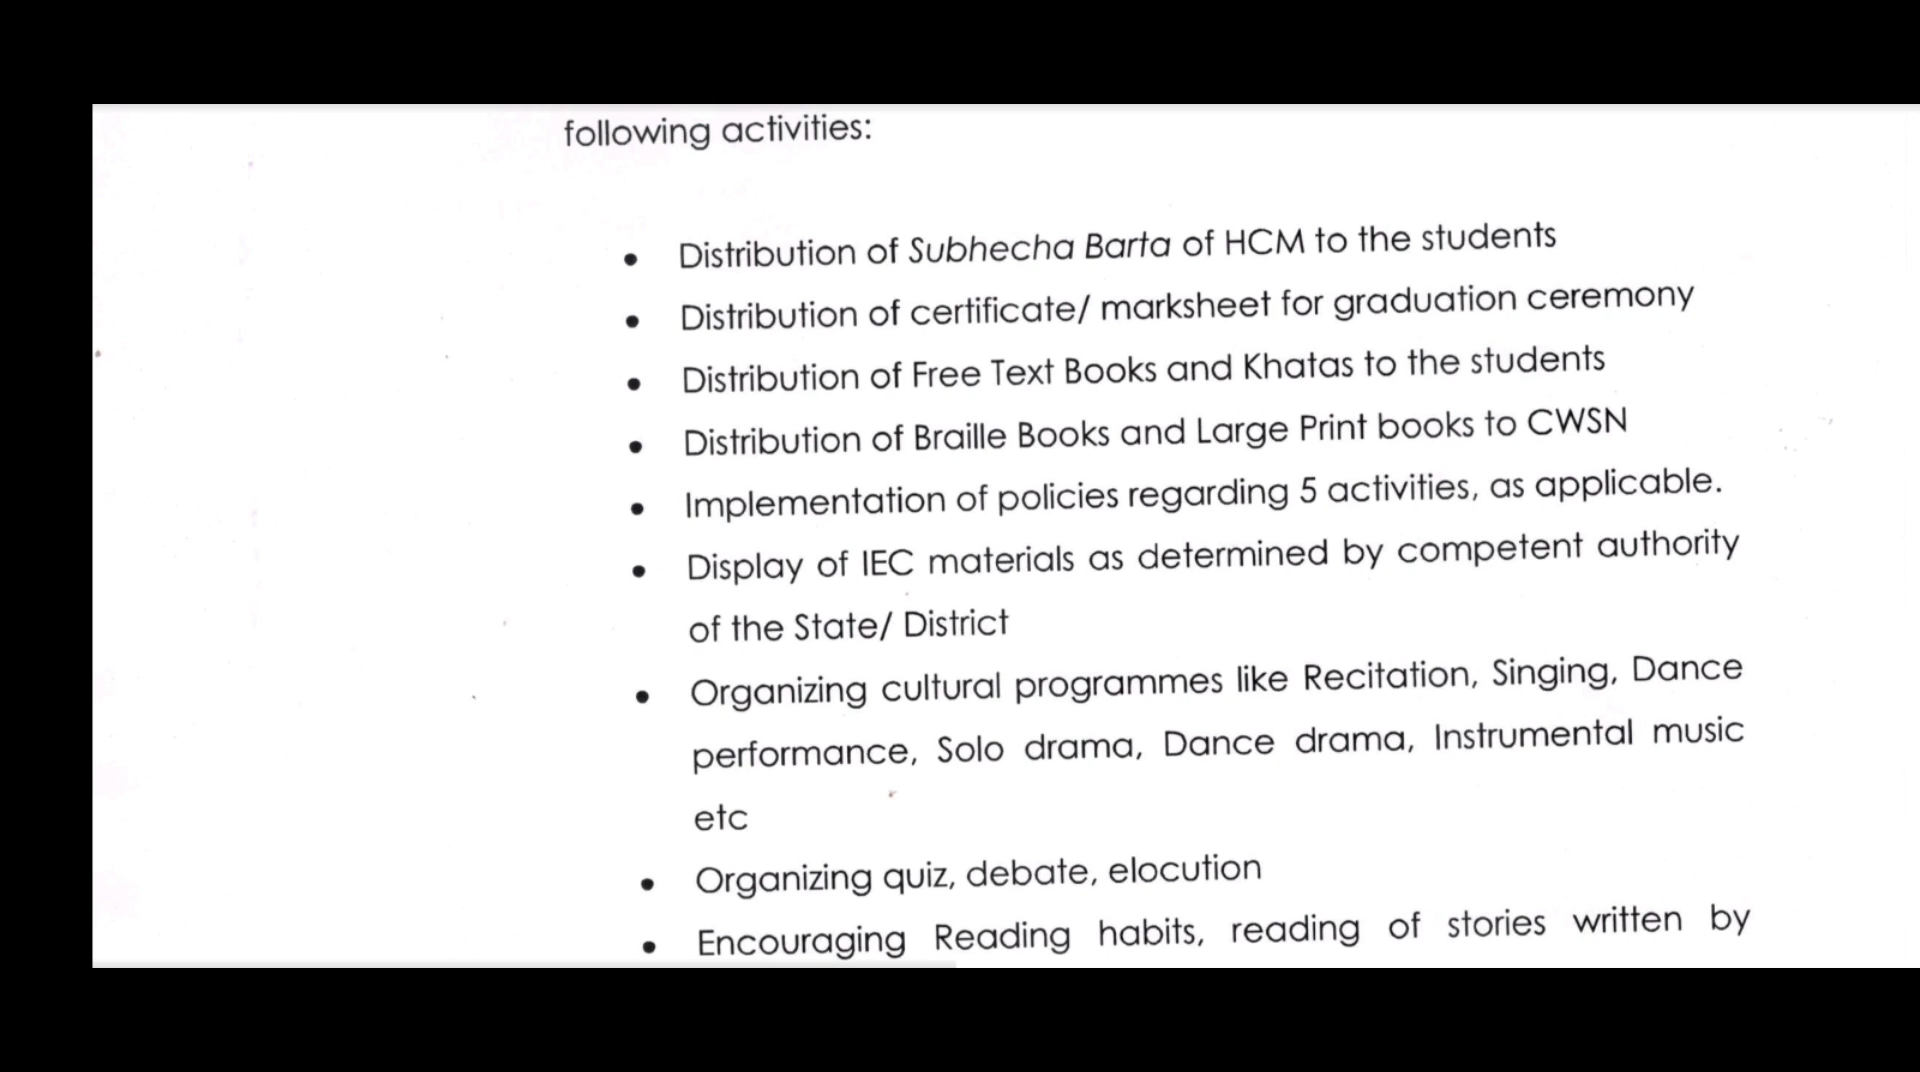 following activities:
• Distribution of Subhecha Barta of HCM to the students
• Distribution of certificate/ marksheet for graduation ceremony
• Distribution of Free Text Books and Khatas to the students
• Distribution of Braille Books and Large Print books to CWSN
• Implementation of policies regarding 5 activities, as applicable.
• Display of IEC materials as determined by competent authority
of the State/ District
• Organizing cultural programmes like Recitation, Singing, Dance
performance, Solo drama, Dance drama, Instrumental music
etc
• Organizing quiz, debate, elocution
• Encouraging Reading habits, reading of stories written by